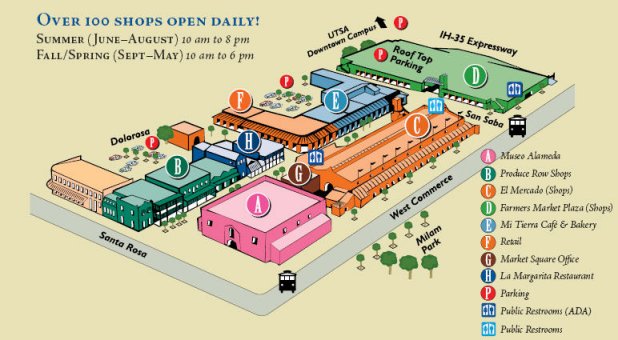 OVER 100 SHOPS OPEN DAILY!
SUMMER (JUNE–AUGUST) 10 am to 8 pm
FALL/SPRING (SEPT–MAY) 10 am to 6 pm
UTSA
Downtown Campus
P
Parking
IH-35 Expressway
P
Roof Top
Parking
D
P
F
E
San Saba
C
Dolorosa
P
H
B
G
A
West Commerce
Milam
Park
Santa Rosa
A Museo Alameda
B Produce Row Shops
C El Mercado (Shops)
D Farmers Market Plaza (Shops)
E Mi Tierra Café & Bakery
F Retail
G Market Square Office
H La Margarita Restaurant
P Parking
Public Restrooms (ADA)
Public Restrooms